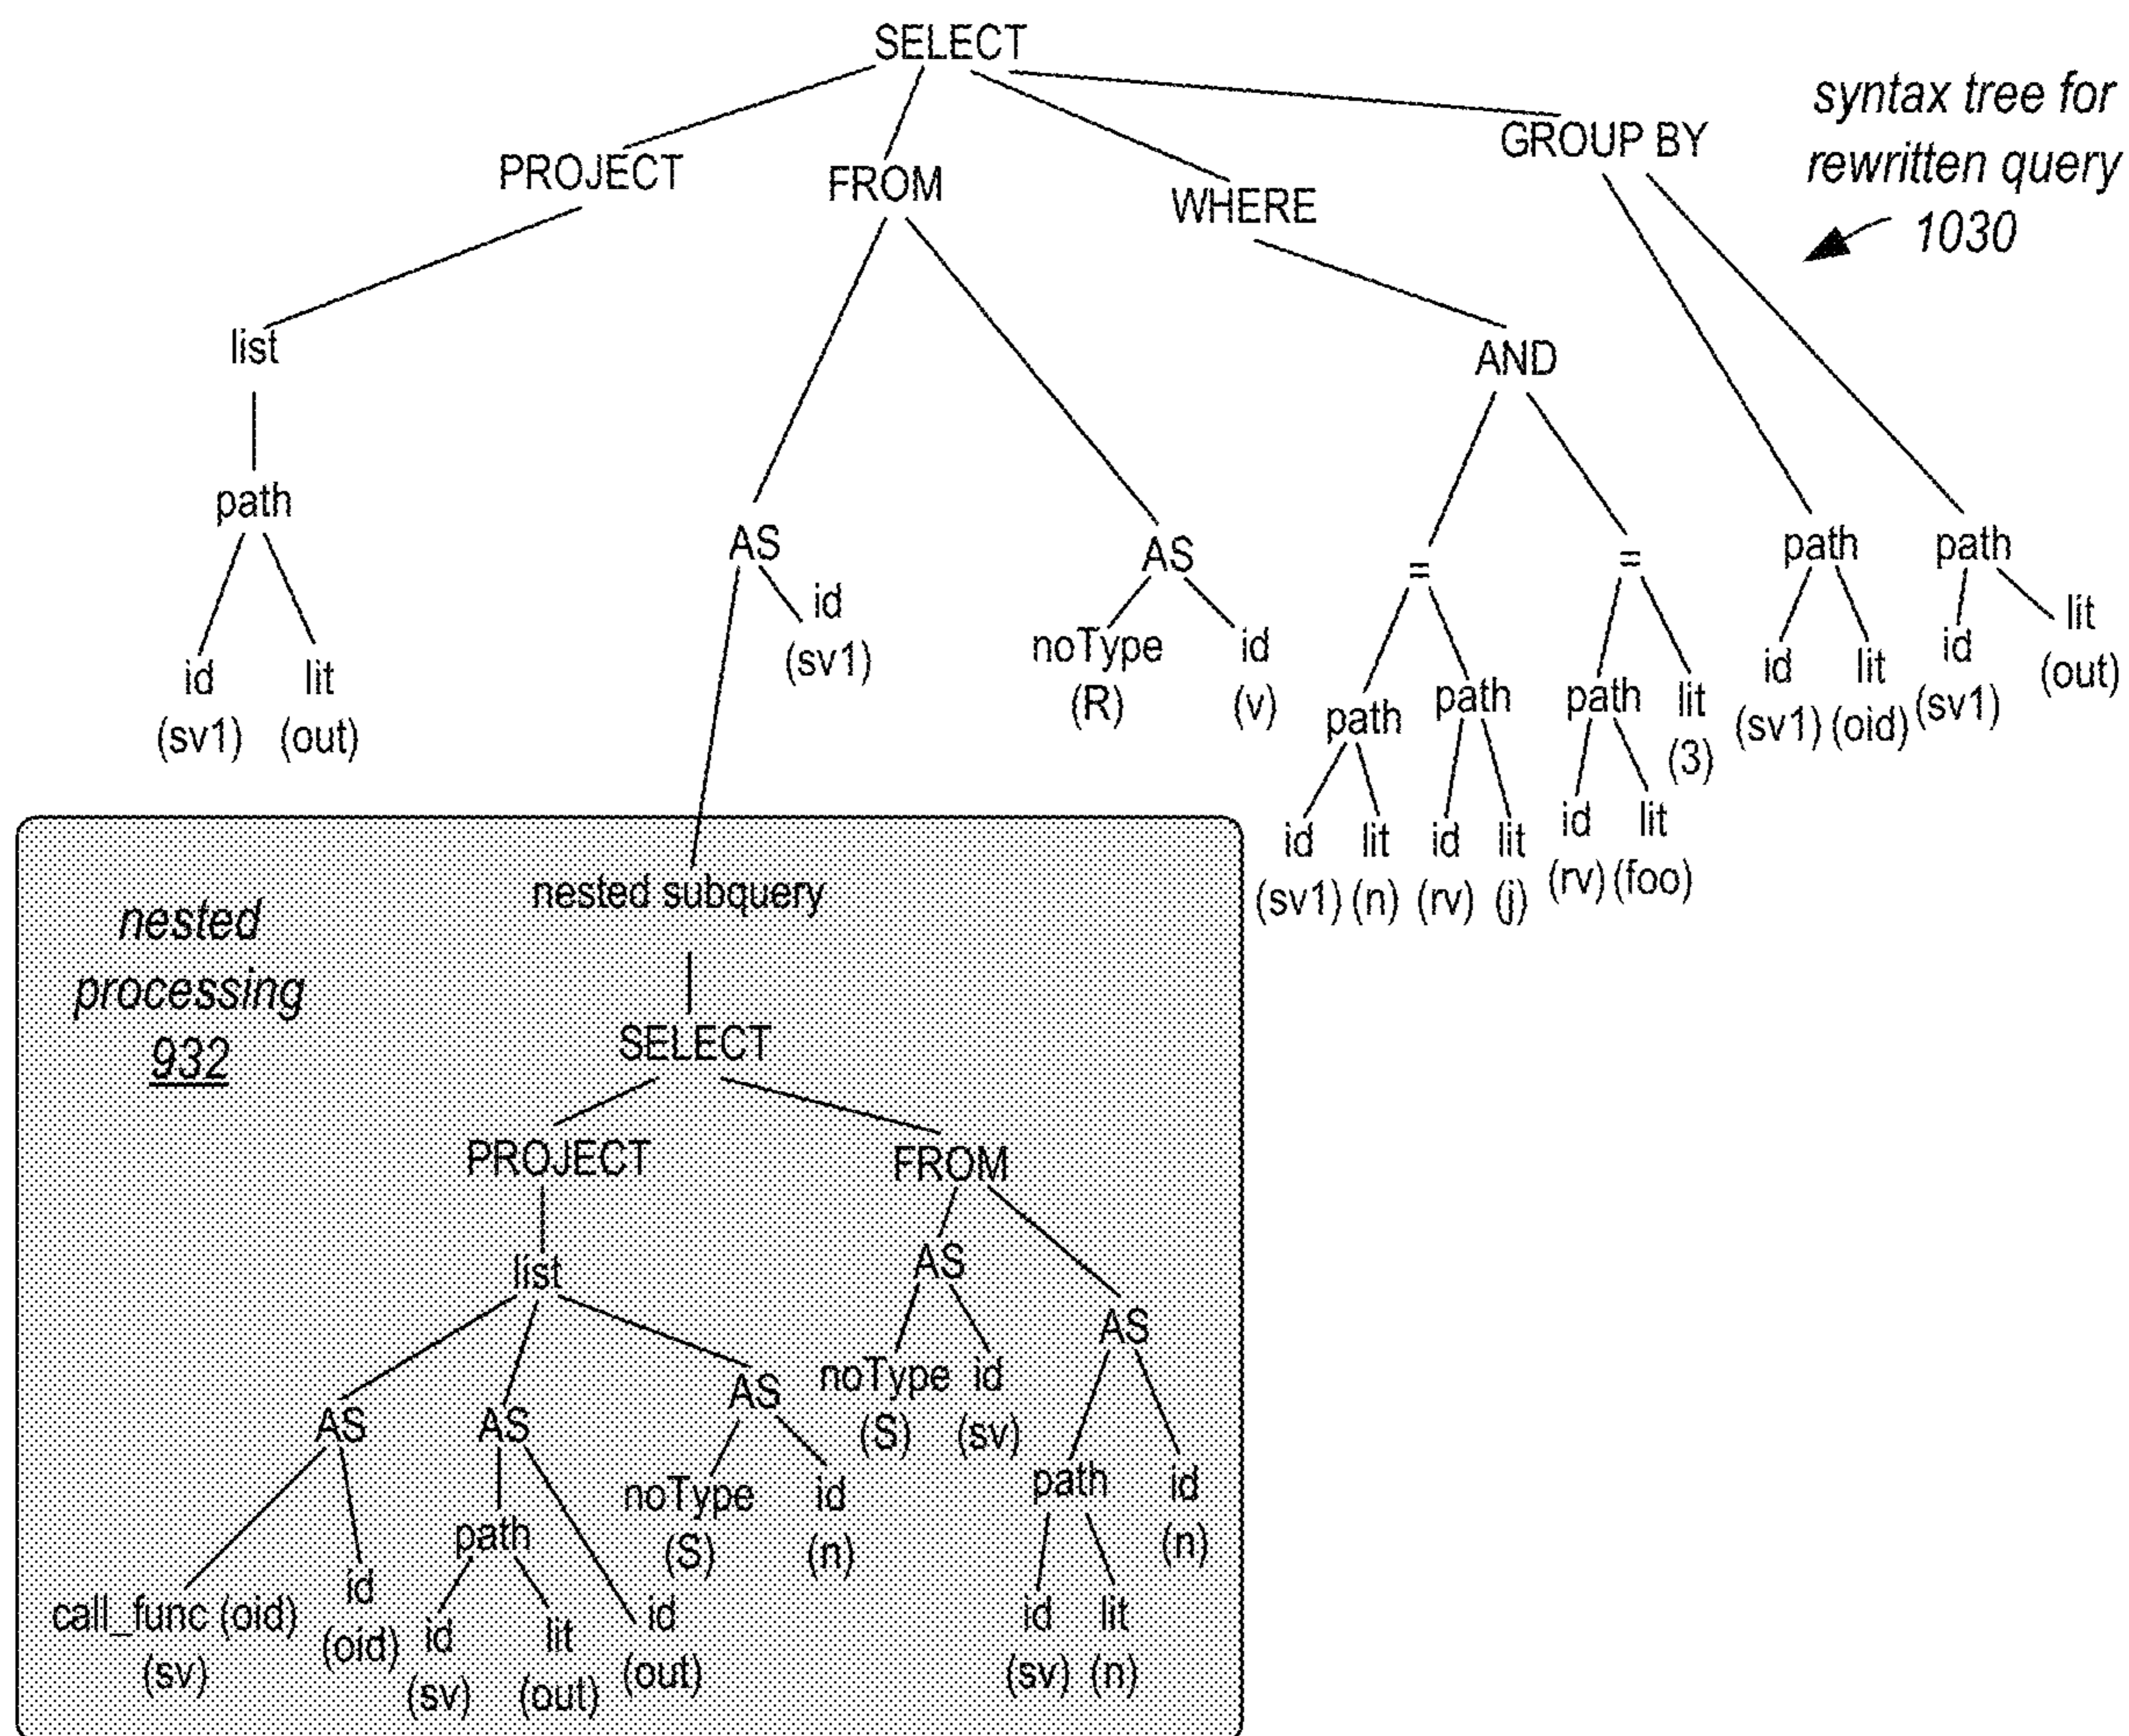 SELECT
syntax tree for
rewritten query
1030
PROJECT
FROM
WHERE
GROUP BY
list
AND
path
AS
id
(sv1)
AS
=
=
path
path
id
(sv1)
lit
(out)
noType
(R)
id
(v)
path
path
path
lit
(3)
id
(sv1)
lit
(oid)
id
(sv1)
lit
(out)
id
(sv1)
lit
(n)
id
(rv)
lit
(j)
id
(rv)
lit
(foo)
nested
processing
932
nested subquery
SELECT
PROJECT
FROM
list
AS
AS
AS
AS
AS
noType
(S)
id
(sv)
noType
(S)
id
(n)
path
id
(n)
path
call_func (oid)
(sv)
id
(oid)
id
(sv)
lit
(out)
id
(out)
id
(sv)
lit
(n)